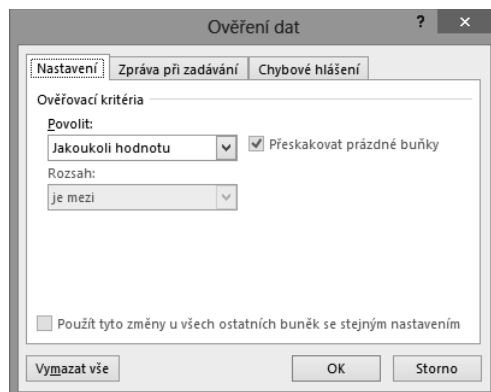 Ověření dat
?
×
Nastavení
Zpráva při zadávání
Chybové hlášení
Ověřovací kritéria
Povolit:
Jakoukoli hodnotu
Přeskakovat prázdné buňky
Rozsah:
je mezi
Použít tyto změny u všech ostatních buněk se stejným nastavením
Vymazat vše
OK
Storno